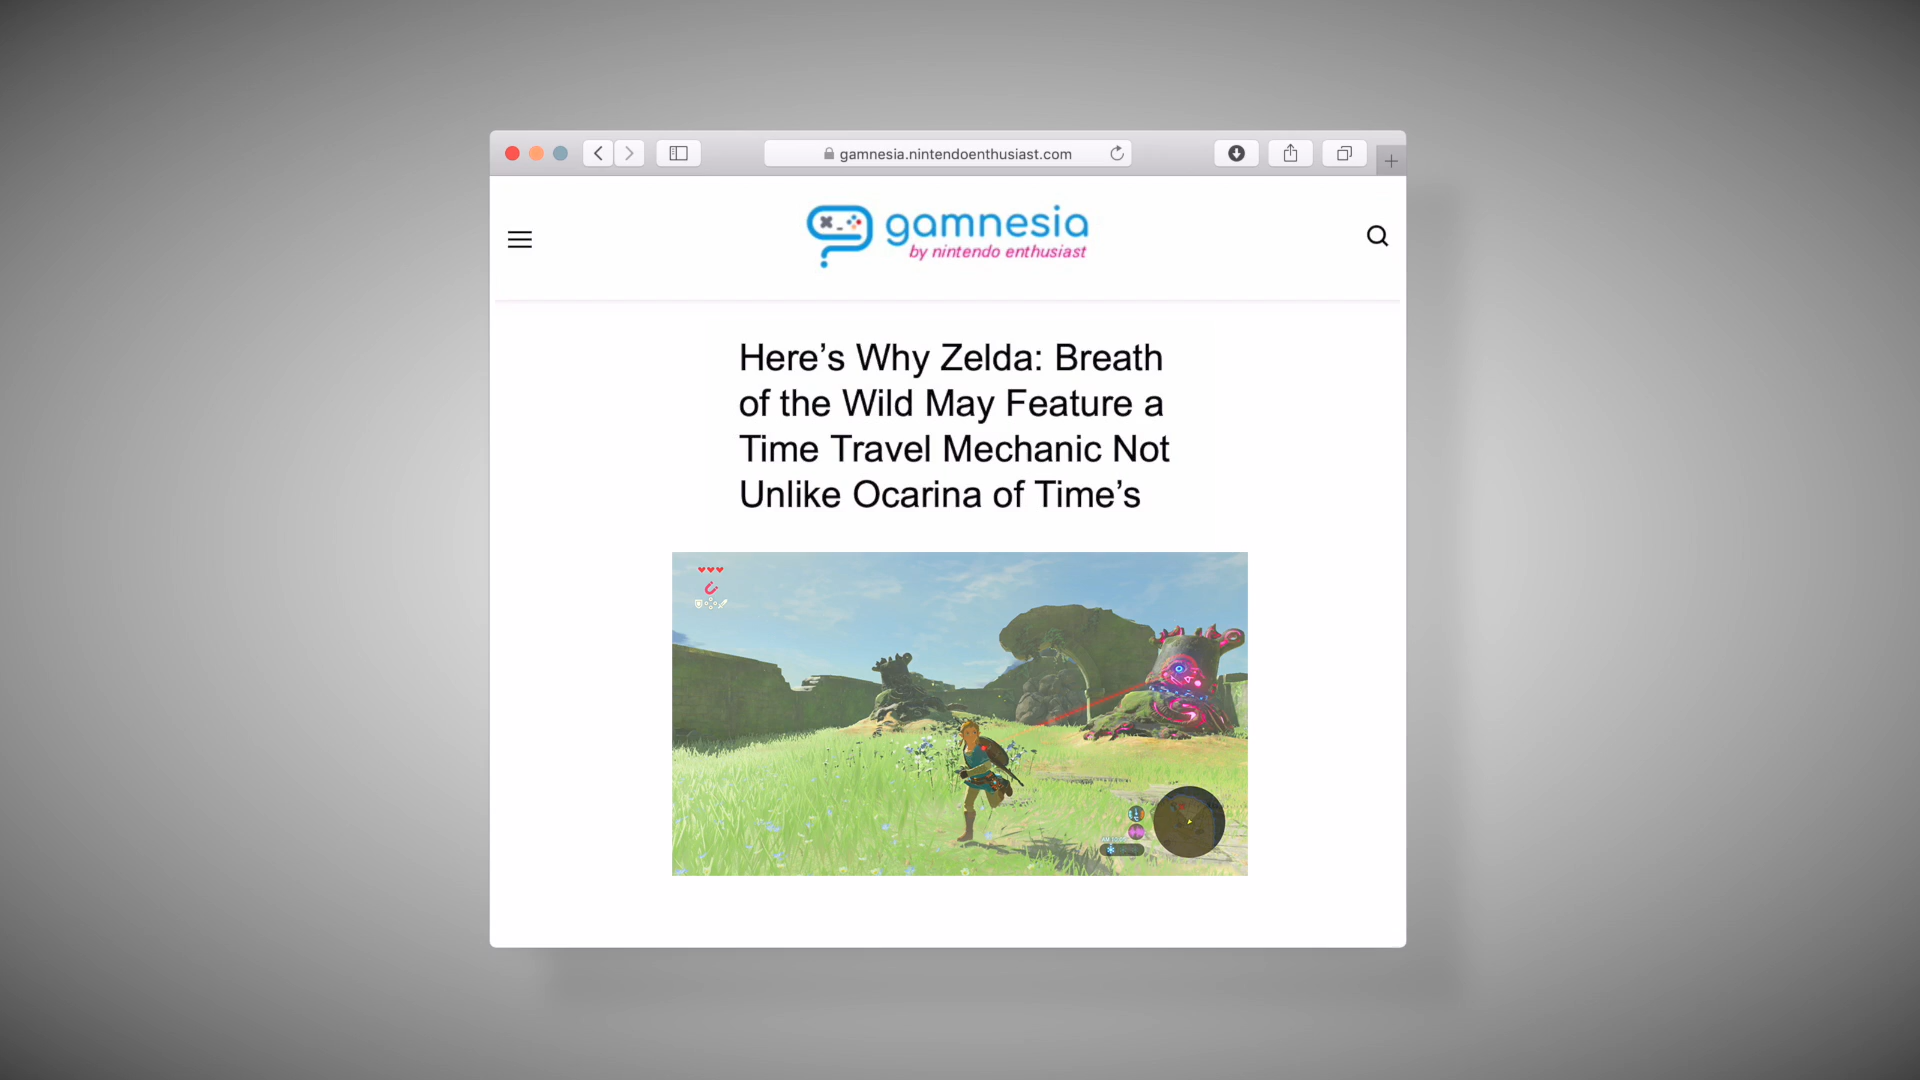 gamnesia.nintendoenthusiast.com
gamnesia
by nintendo enthusiast
Here’s Why Zelda: Breath
of the Wild May Feature a
Time Travel Mechanic Not
Unlike Ocarina of Time’s